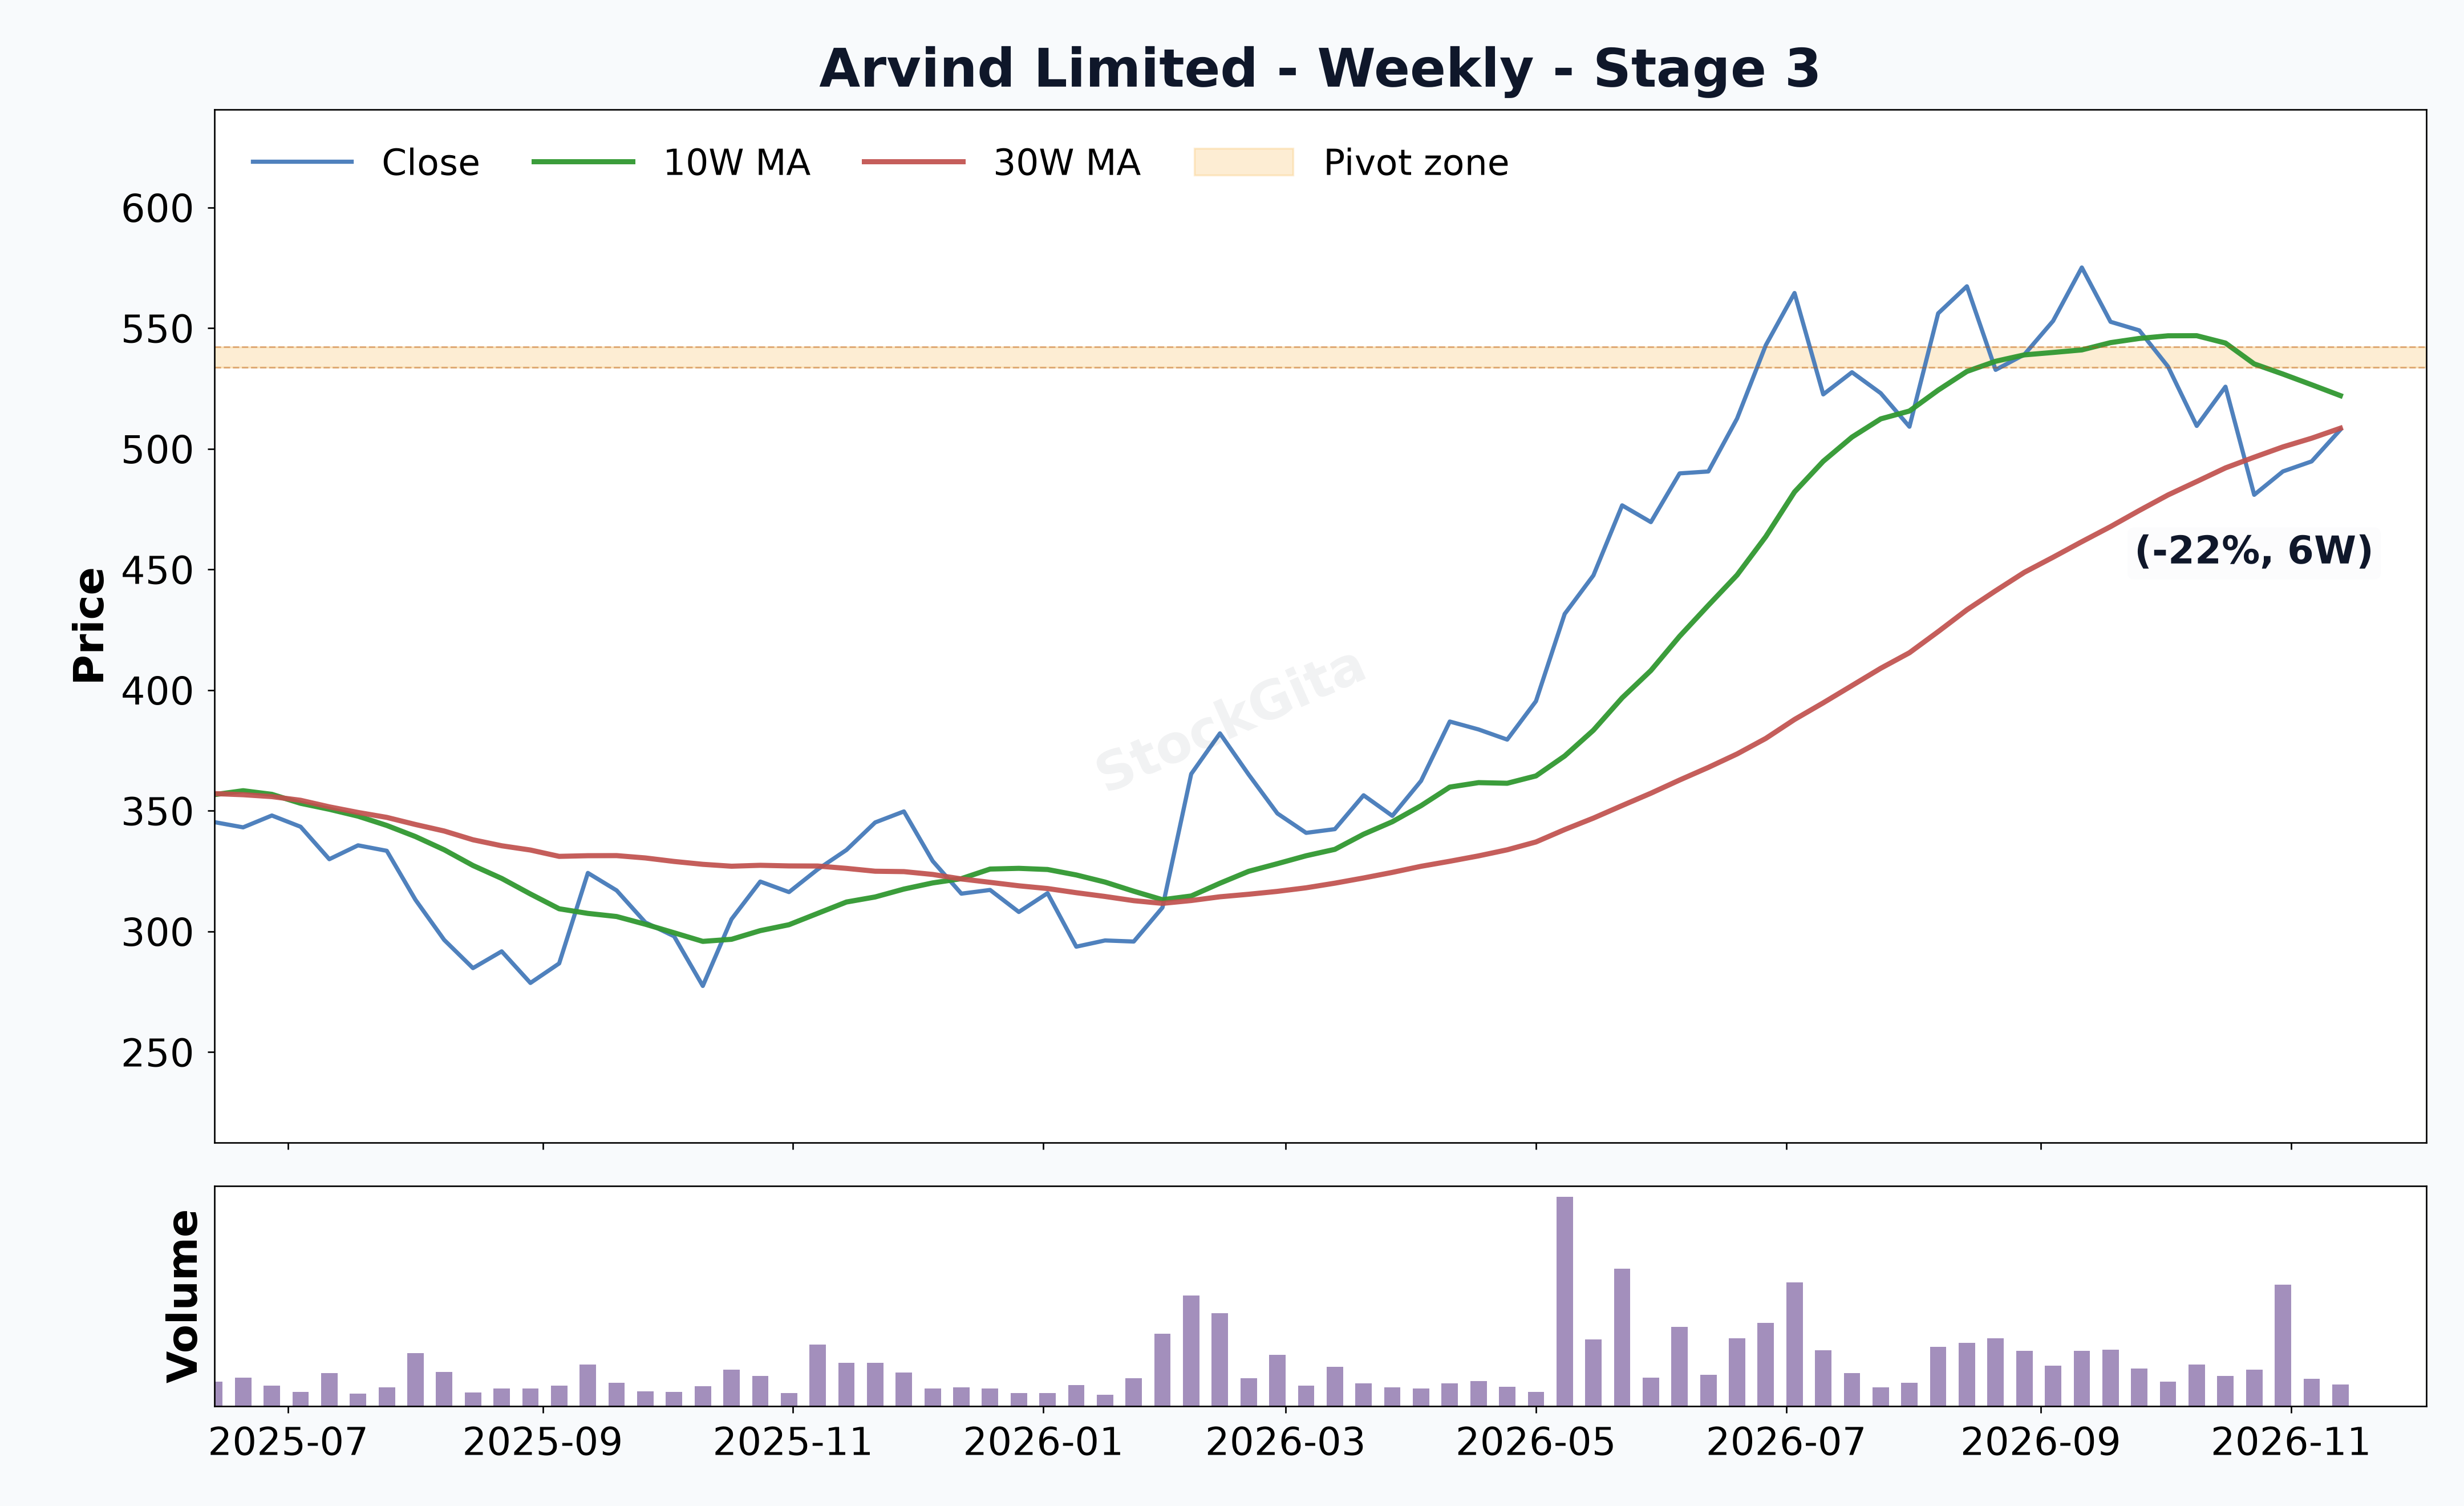 Arvind Limited - Weekly - Stage 3
Close 10W MA 30W MA Pivot zone
600
550
500
450
400
350
300
250
Price
(-22%, 6W)
StockGita
Volume
2025-07 2025-09 2025-11 2026-01 2026-03 2026-05 2026-07 2026-09 2026-11